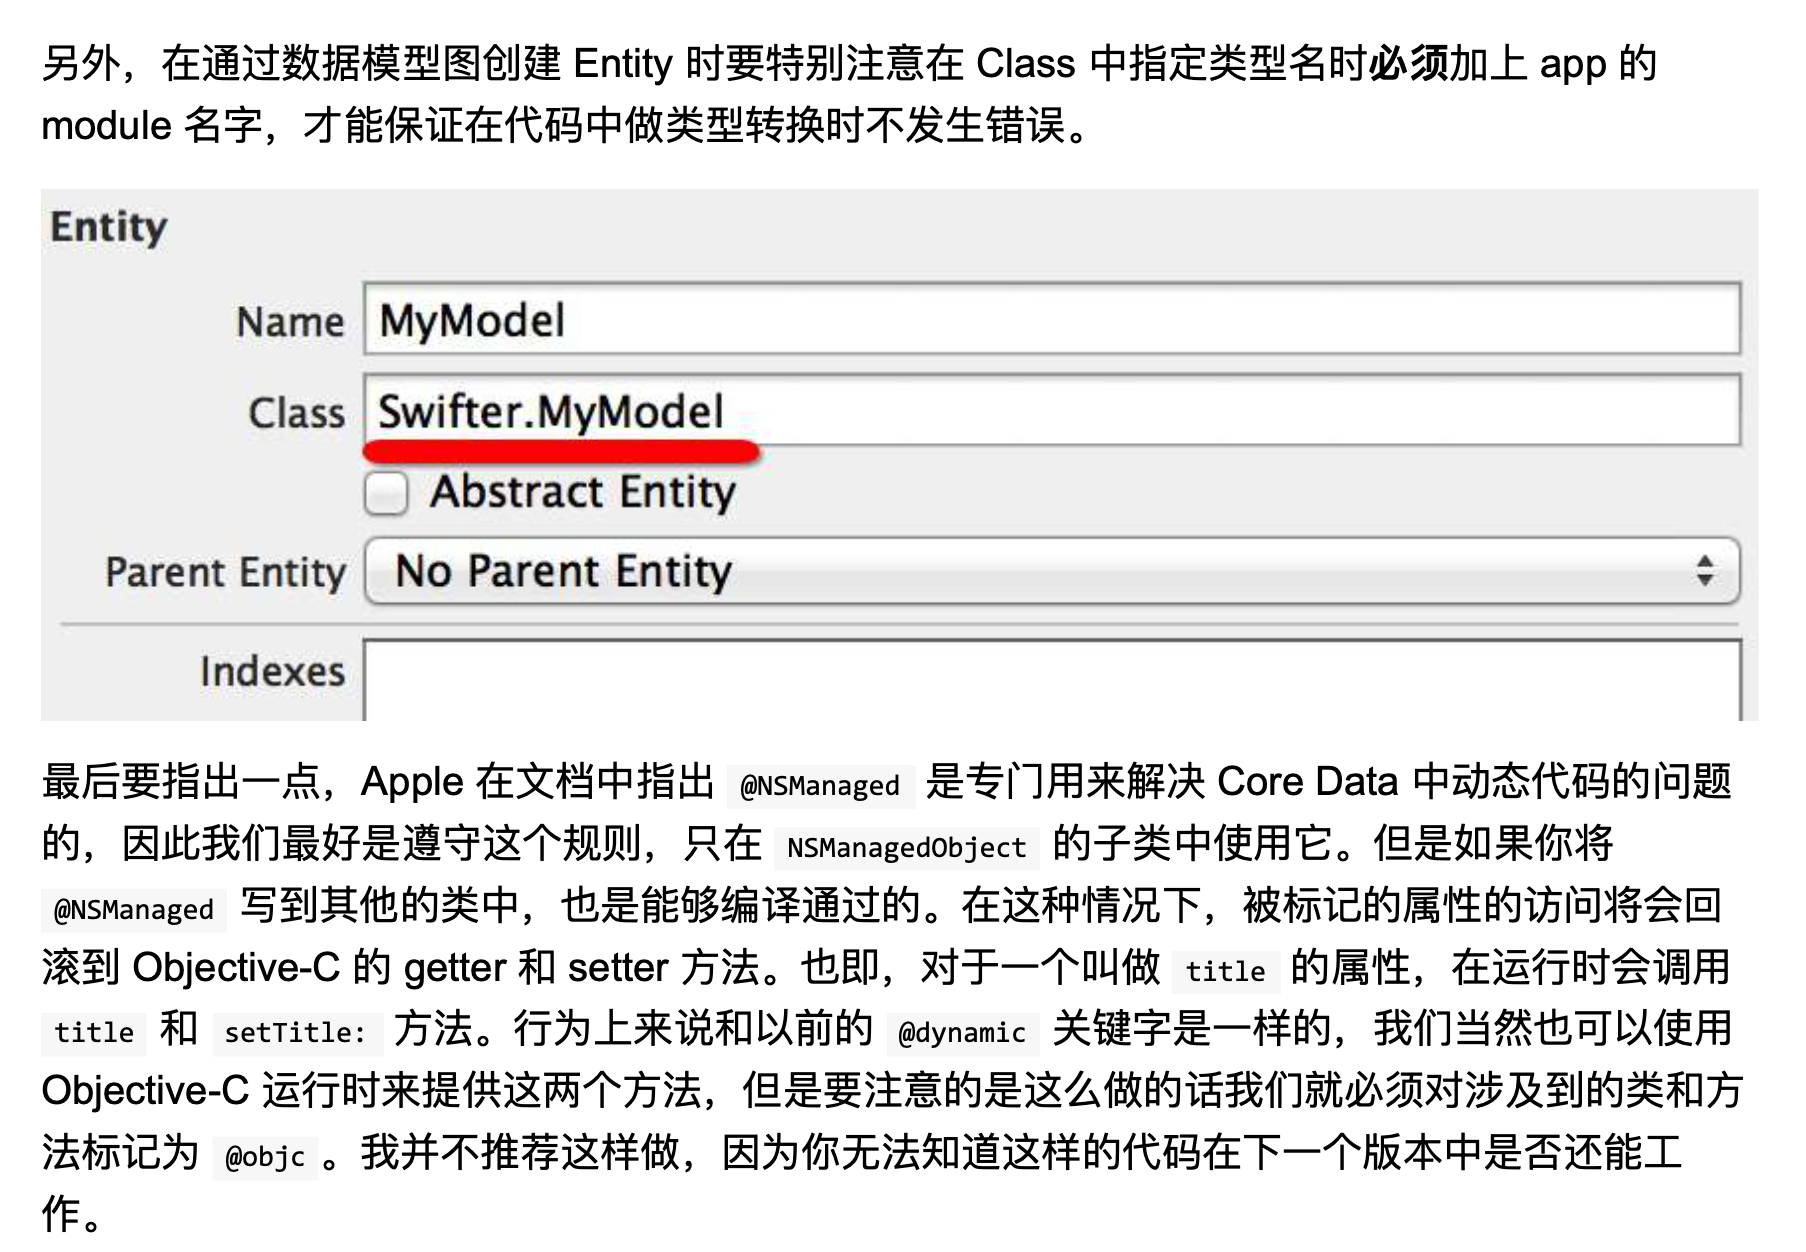 另外，在通过数据模型图创建 Entity 时要特别注意在 Class 中指定类型名时必须加上 app 的
module 名字，才能保证在代码中做类型转换时不发生错误。
Entity
Name MyModel
Class Swifter.MyModel
Abstract Entity
Parent Entity No Parent Entity
Indexes
最后要指出一点，Apple 在文档中指出 @NSManaged 是专门用来解决 Core Data 中动态代码的问题
的，因此我们最好是遵守这个规则，只在 NSManagedObject 的子类中使用它。但是如果你将
@NSManaged 写到其他的类中，也是能够编译通过的。在这种情况下，被标记的属性的访问将会回
滚到 Objective-C 的 getter 和 setter 方法。也即，对于一个叫做 title 的属性，在运行时会调用
title 和 setTitle: 方法。行为上来说和以前的 @dynamic 关键字是一样的，我们当然也可以使用
Objective-C 运行时来提供这两个方法，但是要注意的是这么做的话我们就必须对涉及到的类和方
法标记为 @objc 。我并不推荐这样做，因为你无法知道这样的代码在下一个版本中是否还能工
作。